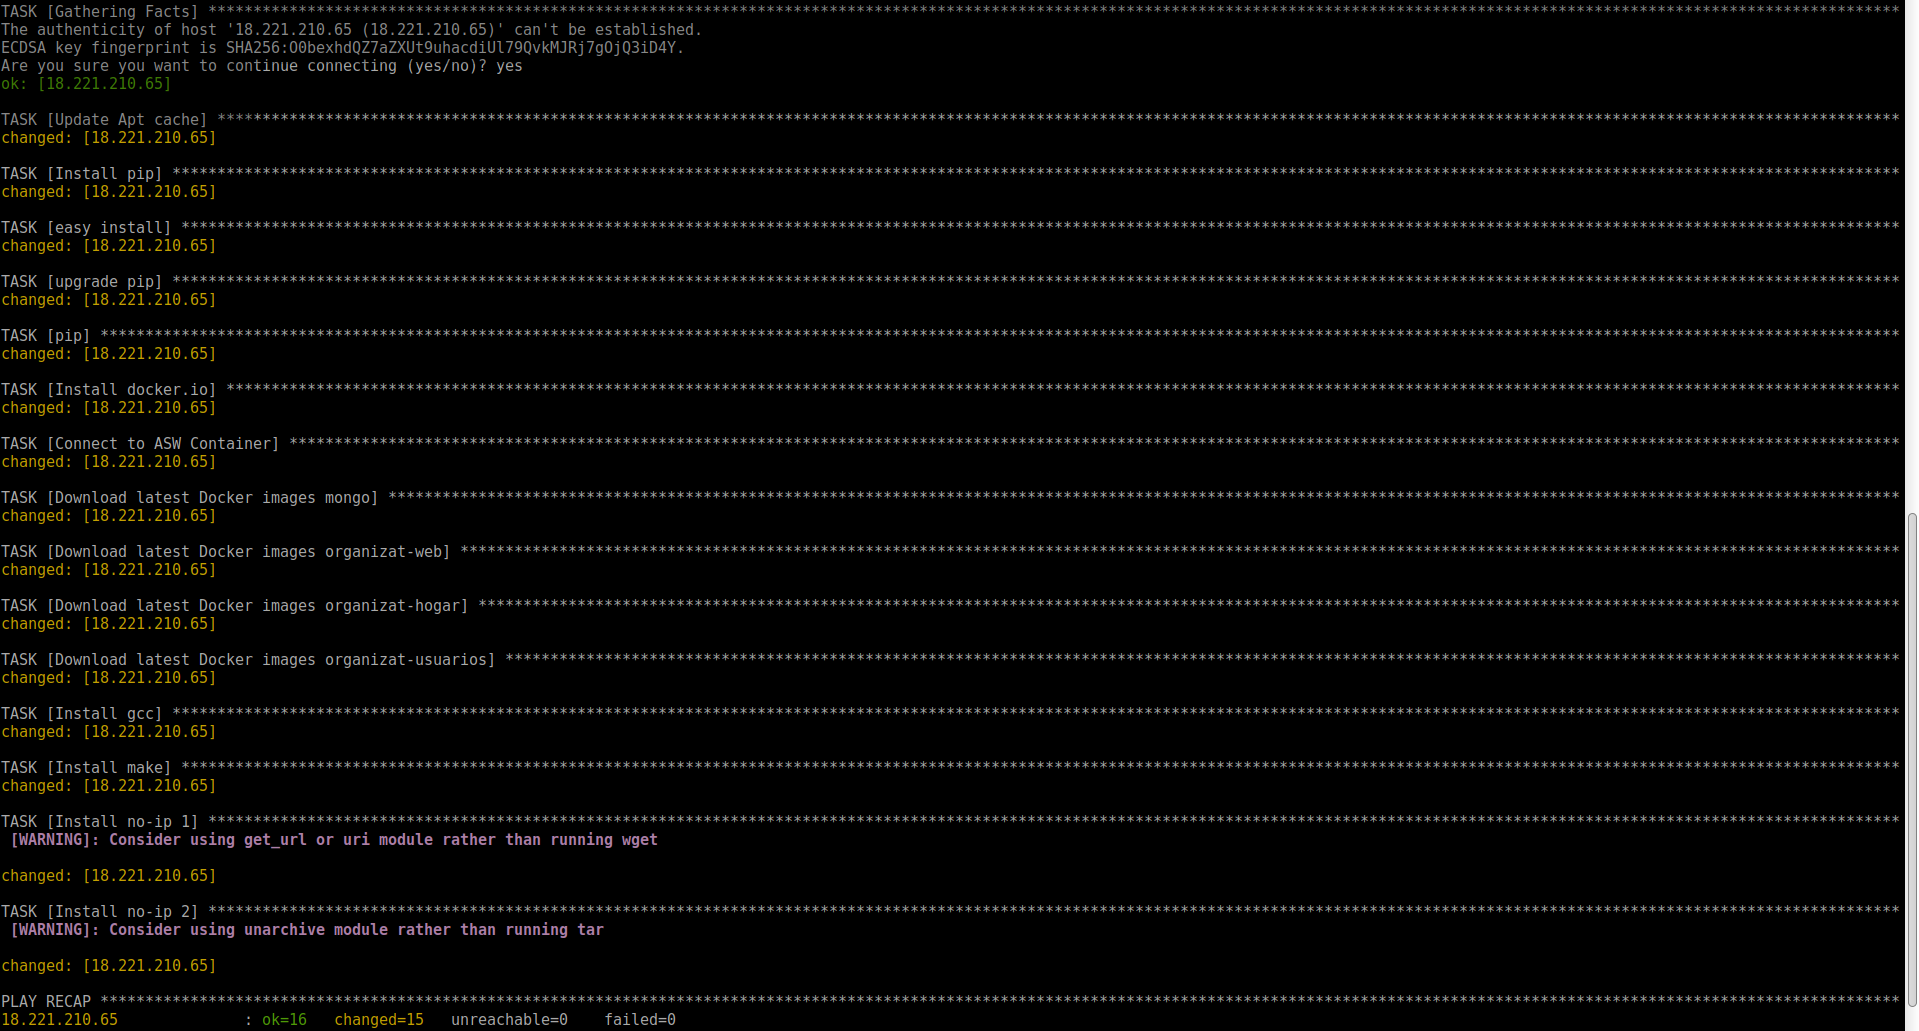 TASK [Gathering Facts] ****************************************************************************************************************************************************************************************
The authenticity of host '18.221.210.65 (18.221.210.65)' can't be established.
ECDSA key fingerprint is SHA256:O0bexhdQZ7aZXUt9uhacdiUl79QvkMJRj7gOjQ3iD4Y.
Are you sure you want to continue connecting (yes/no)? yes
ok: [18.221.210.65]
TASK [Update Apt cache] ***************************************************************************************************************************************************************************************
changed: [18.221.210.65]
TASK [Install pip] ********************************************************************************************************************************************************************************************
changed: [18.221.210.65]
TASK [easy install] *******************************************************************************************************************************************************************************************
changed: [18.221.210.65]
TASK [upgrade pip] ********************************************************************************************************************************************************************************************
changed: [18.221.210.65]
TASK [pip] ****************************************************************************************************************************************************************************************************
changed: [18.221.210.65]
TASK [Install docker.io] **************************************************************************************************************************************************************************************
changed: [18.221.210.65]
TASK [Connect to ASW Container] *******************************************************************************************************************************************************************************
changed: [18.221.210.65]
TASK [Download latest Docker images mongo] ********************************************************************************************************************************************************************
changed: [18.221.210.65]
TASK [Download latest Docker images organizat-web] ************************************************************************************************************************************************************
changed: [18.221.210.65]
TASK [Download latest Docker images organizat-hogar] **********************************************************************************************************************************************************
changed: [18.221.210.65]
TASK [Download latest Docker images organizat-usuarios] *******************************************************************************************************************************************************
changed: [18.221.210.65]
TASK [Install gcc] ********************************************************************************************************************************************************************************************
changed: [18.221.210.65]
TASK [Install make] *******************************************************************************************************************************************************************************************
changed: [18.221.210.65]
TASK [Install no-ip 1] ****************************************************************************************************************************************************************************************
[WARNING]: Consider using get_url or uri module rather than running wget
changed: [18.221.210.65]
TASK [Install no-ip 2] ****************************************************************************************************************************************************************************************
[WARNING]: Consider using unarchive module rather than running tar
changed: [18.221.210.65]
PLAY RECAP ****************************************************************************************************************************************************************************************************
18.221.210.65              : ok=16   changed=15   unreachable=0    failed=0